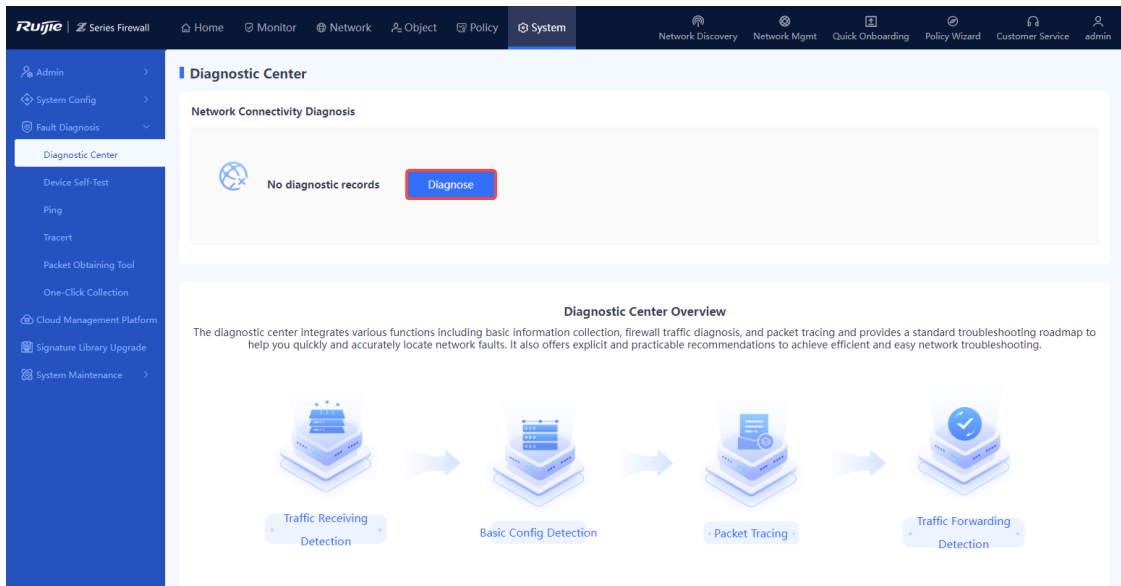 Ruijie | Z Series Firewall
Home
Monitor
Network
Object
Policy
System
Network Discovery
Network Mgmt
Quick Onboarding
Policy Wizard
Customer Service
admin
Admin
System Config
Fault Diagnosis
Diagnostic Center
Device Self-Test
Ping
Tracert
Packet Obtaining Tool
One-Click Collection
Cloud Management Platform
Signature Library Upgrade
System Maintenance
Diagnostic Center
Network Connectivity Diagnosis
No diagnostic records
Diagnose
Diagnostic Center Overview
The diagnostic center integrates various functions including basic information collection, firewall traffic diagnosis, and packet tracing and provides a standard troubleshooting roadmap to
help you quickly and accurately locate network faults. It also offers explicit and practicable recommendations to achieve efficient and easy network troubleshooting.
Traffic Receiving
Detection
Basic Config Detection
Packet Tracing
Traffic Forwarding
Detection